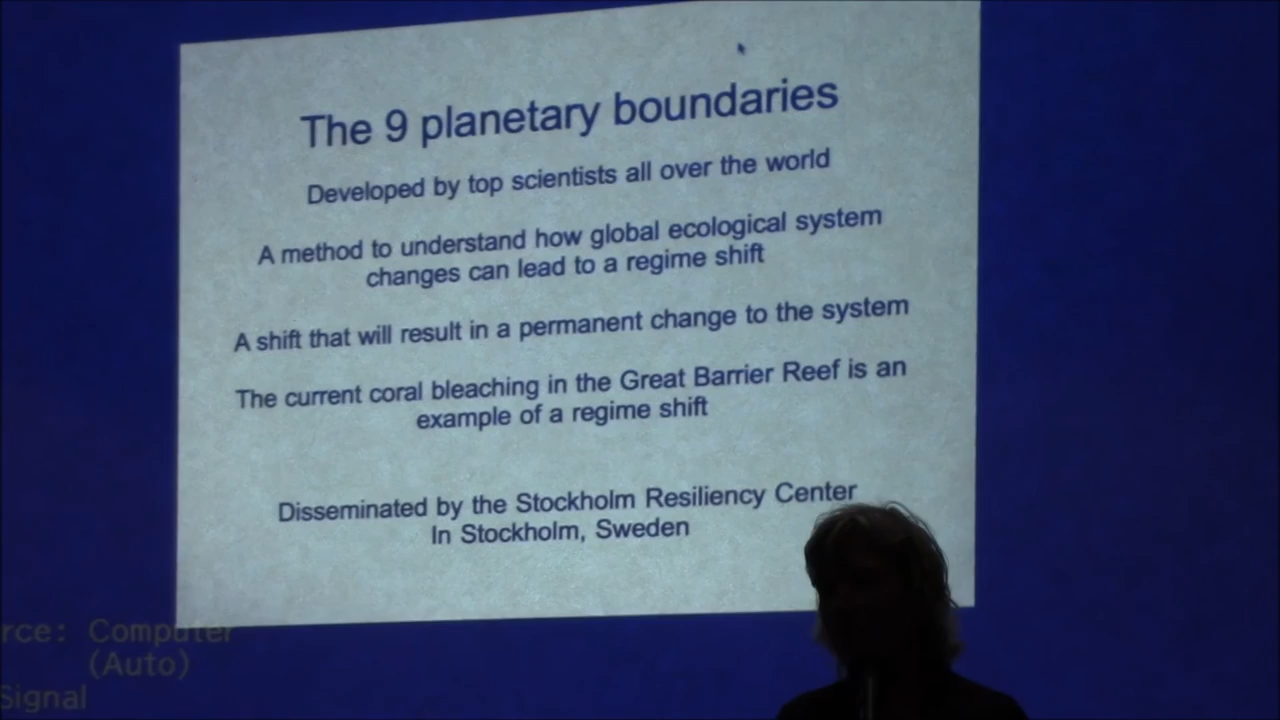 The 9 planetary boundaries
Developed by top scientists all over the world
A method to understand how global ecological system
changes can lead to a regime shift
A shift that will result in a permanent change to the system
The current coral bleaching in the Great Barrier Reef is an
example of a regime shift
Disseminated by the Stockholm Resiliency Center
In Stockholm, Sweden
rce: Computer
(Auto)
Signal